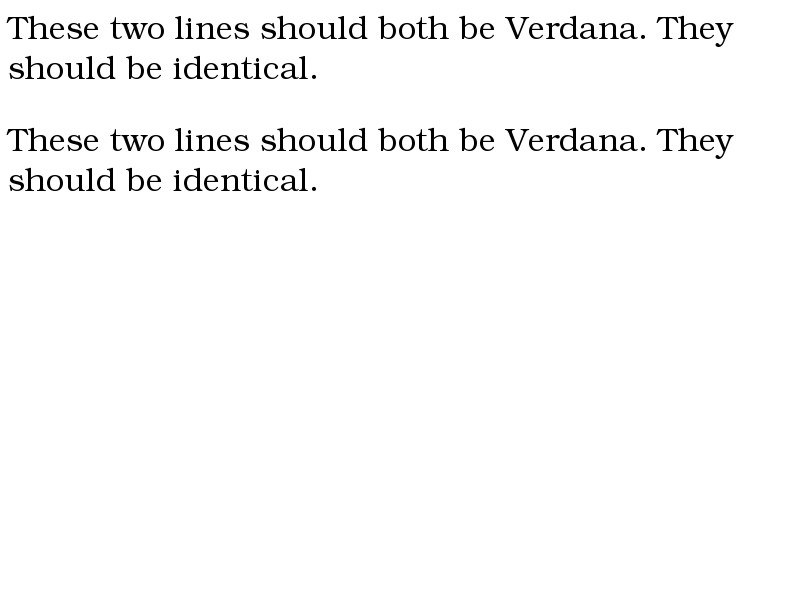 These two lines should both be Verdana. They
should be identical.
These two lines should both be Verdana. They
should be identical.